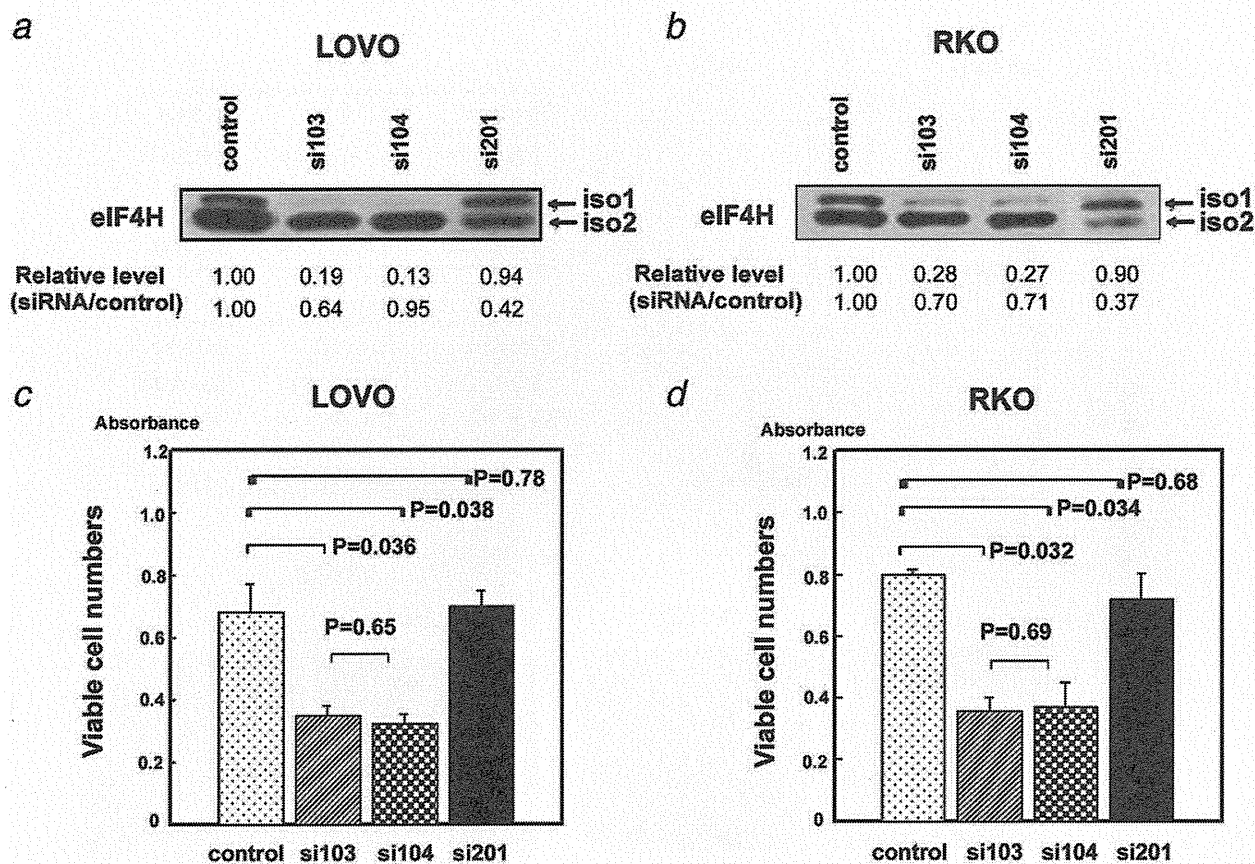 a
LOVO
control si103 si104 si201
eIF4H
iso1
iso2
Relative level 1.00 0.19 0.13 0.94
(siRNA/control) 1.00 0.64 0.95 0.42
b
RKO
control si103 si104 si201
eIF4H
iso1
iso2
Relative level 1.00 0.28 0.27 0.90
(siRNA/control) 1.00 0.70 0.71 0.37
c
LOVO
Absorbance
Viable cell numbers
1.2
1.0
0.8
0.6
0.4
0.2
0
P=0.78
P=0.038
P=0.036
P=0.65
control si103 si104 si201
d
RKO
Absorbance
Viable cell numbers
1.2
1.0
0.8
0.6
0.4
0.2
0
P=0.68
P=0.034
P=0.032
P=0.69
control si103 si104 si201